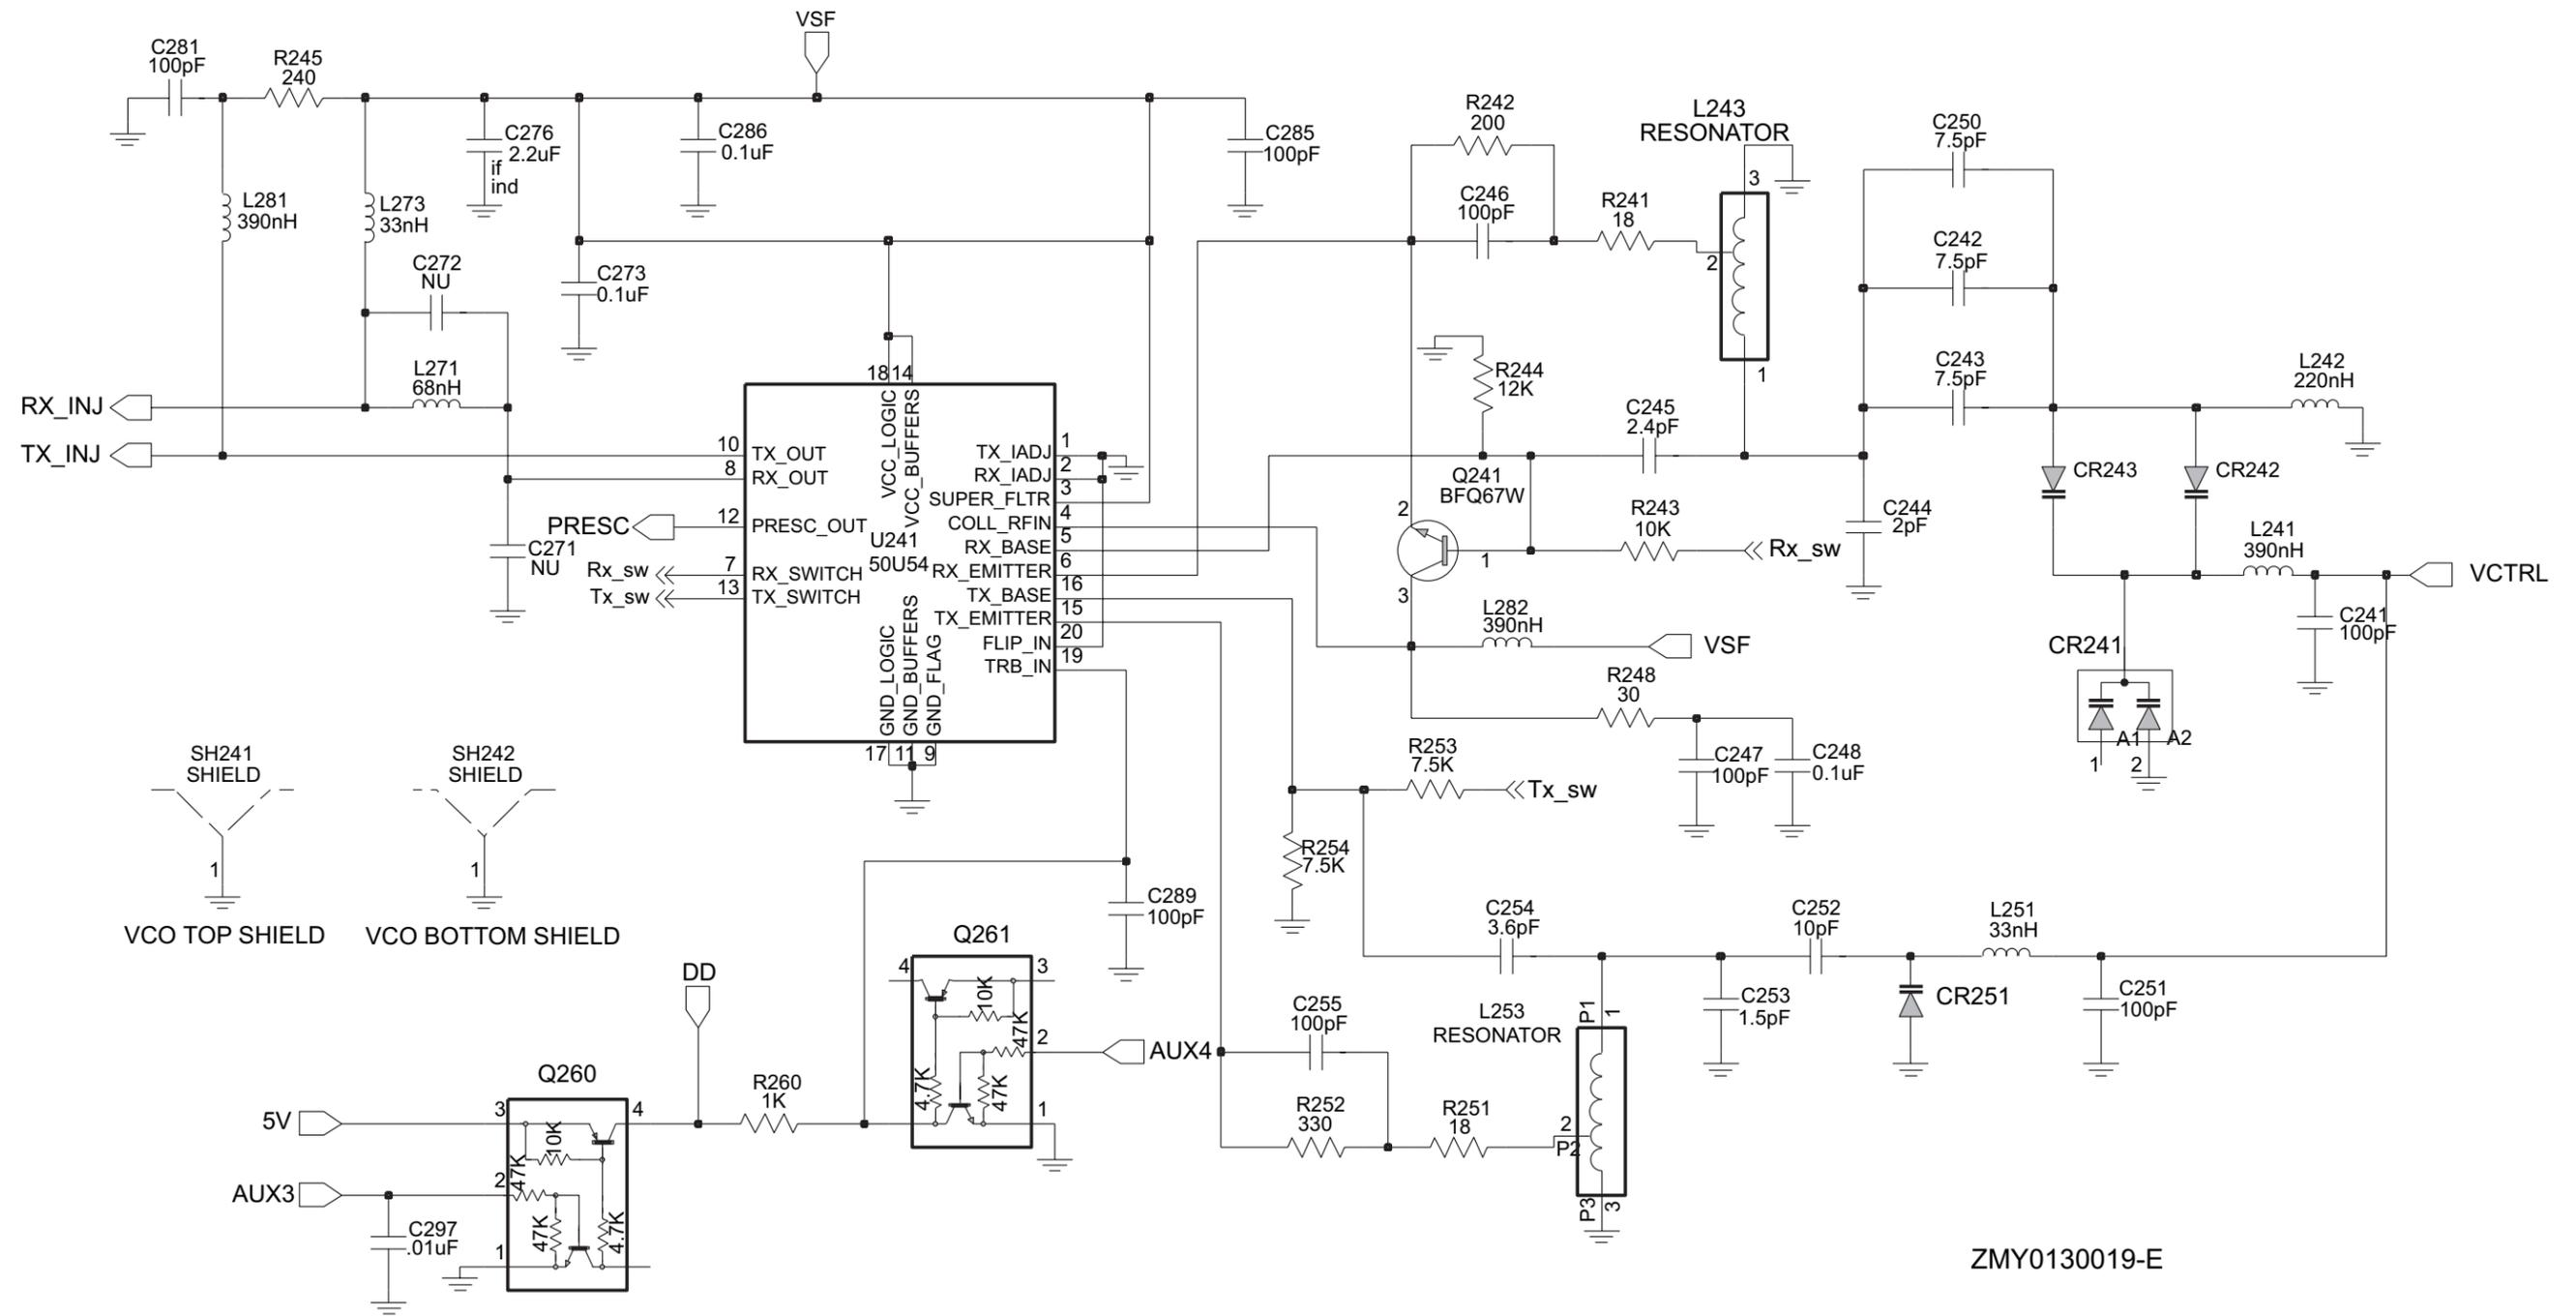 VSF
C281
100pF
R245
240
C276
2.2uF
if
ind
C286
0.1uF
C285
100pF
L281
390nH
L273
33nH
C272
NU
C273
0.1uF
L271
68nH
RX_INJ
TX_INJ
C271
NU
PRESC
Rx_sw
Tx_sw
10
8
12
7
13
18
14
TX_OUT
RX_OUT
PRESC_OUT
RX_SWITCH
TX_SWITCH
VCC_LOGIC
VCC_BUFFERS
U241
50U54
GND_LOGIC
GND_BUFFERS
GND_FLAG
17
11
9
TX_IADJ
RX_IADJ
SUPER_FLTR
COLL_RFIN
RX_BASE
RX_EMITTER
TX_BASE
TX_EMITTER
FLIP_IN
TRB_IN
1
2
3
4
5
6
16
15
20
19
R242
200
C246
100pF
R241
18
L243
RESONATOR
3
2
1
R244
12K
C245
2.4pF
Q241
BFQ67W
2
1
3
R243
10K
Rx_sw
L282
390nH
VSF
R248
30
C247
100pF
C248
0.1uF
C250
7.5pF
C242
7.5pF
C243
7.5pF
C244
2pF
L242
220nH
CR243
CR242
L241
390nH
VCTRL
C241
100pF
CR241
A1
A2
1
2
R253
7.5K
Tx_sw
R254
7.5K
C254
3.6pF
C252
10pF
L251
33nH
C253
1.5pF
CR251
C251
100pF
L253
RESONATOR
P1
1
2
P2
P3
3
C255
100pF
R252
330
R251
18
C289
100pF
SH241
SHIELD
1
VCO TOP SHIELD
SH242
SHIELD
1
VCO BOTTOM SHIELD
Q261
4
3
10K
47K
2
4.7K
47K
1
AUX4
DD
R260
1K
Q260
5V
3
4
10K
47K
AUX3
2
47K
4.7K
1
C297
.01uF
ZMY0130019-E